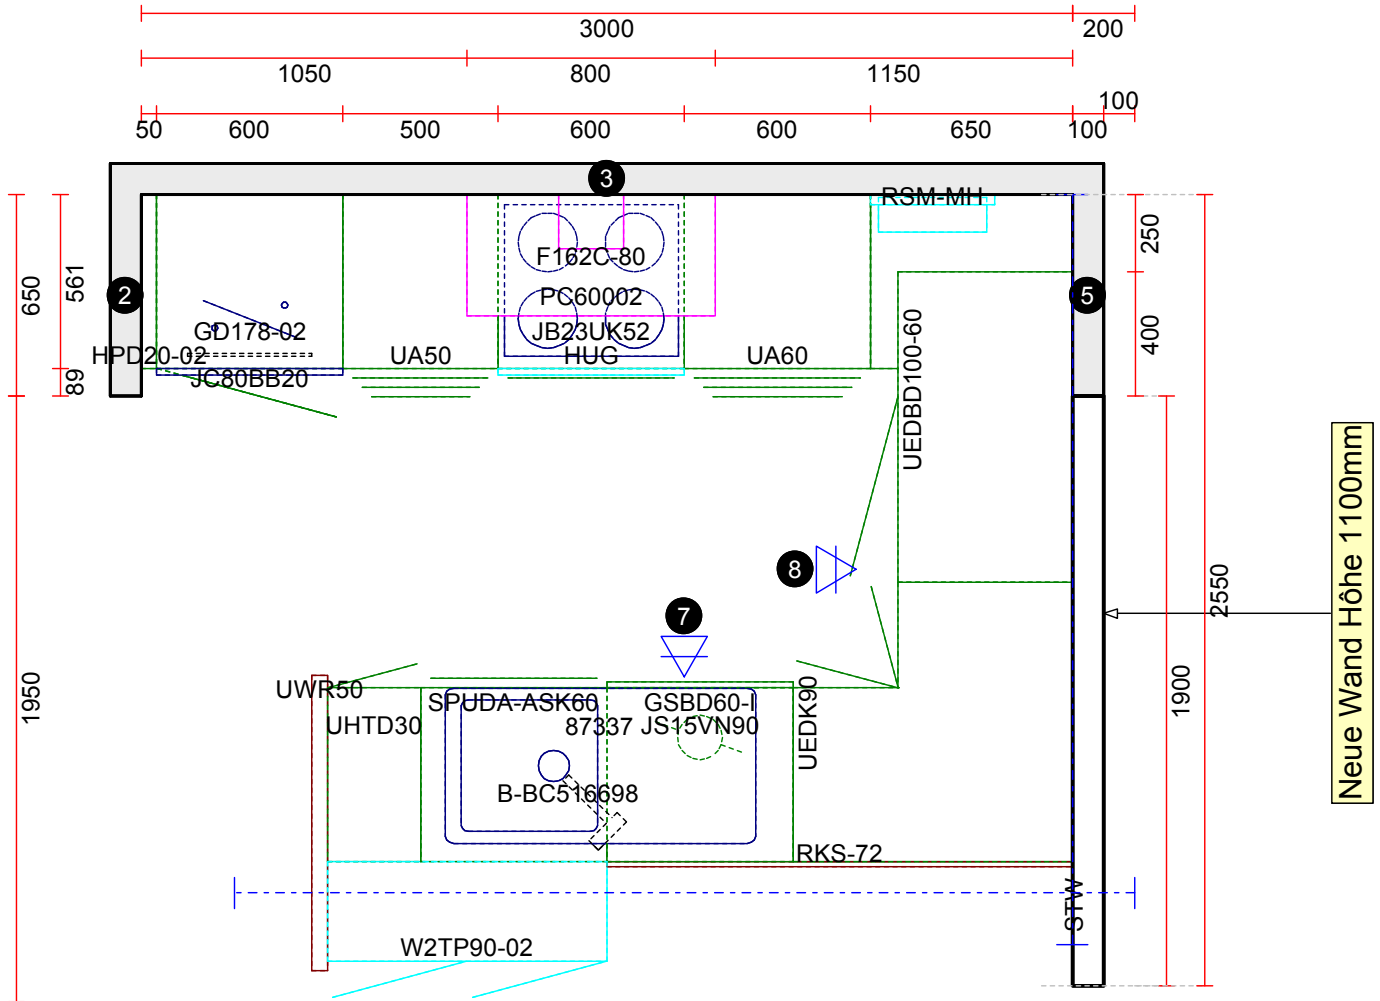 3000
200
1050
800
1150
100
50
600
500
600
600
650
100
3
RSM-MH
2
5
650
561
89
250
400
F162C-80
PC60002
GD178-02
JB23UK52
HPD20-02
UA50
HUG
UA60
JC80BB20
UEDBD100-60
Neue Wand Höhe 1100mm
8
2550
7
1950
1900
UWR50
SPUDA-ASK60
GSBD60-I
UHTD30
87337
JS15VN90
UEDK90
B-BC516698
RKS-72
STW
W2TP90-02